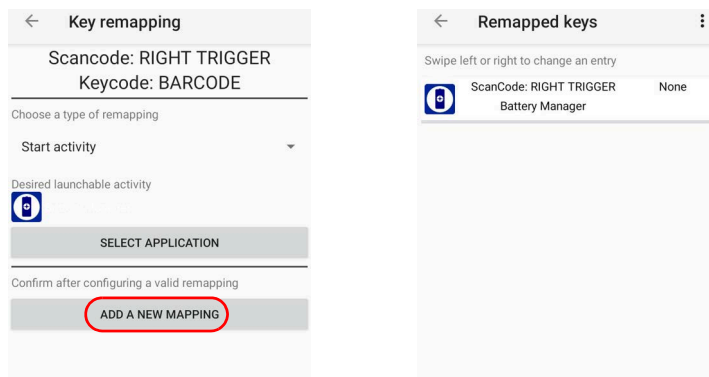 Key remapping
Scancode: RIGHT TRIGGER
Keycode: BARCODE
Choose a type of remapping
Start activity
Desired launchable activity
SELECT APPLICATION
Confirm after configuring a valid remapping
ADD A NEW MAPPING
Remapped keys
Swipe left or right to change an entry
ScanCode: RIGHT TRIGGER None
Battery Manager